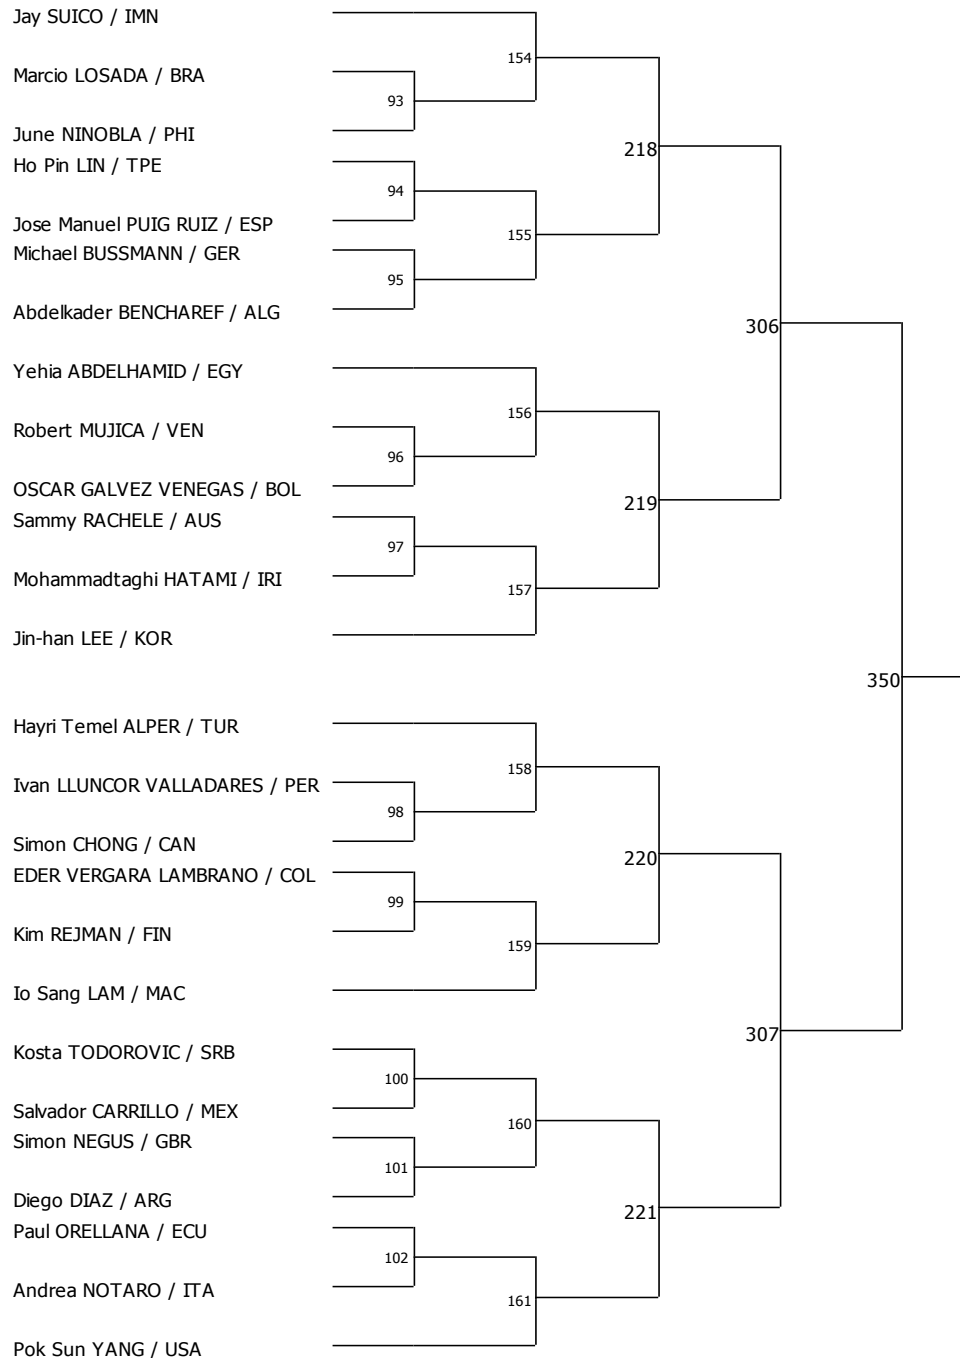 Jay SUICO / IMN
154
Marcio LOSADA / BRA
93
June NINOBLA / PHI
218
Ho Pin LIN / TPE
94
Jose Manuel PUIG RUIZ / ESP
155
Michael BUSSMANN / GER
95
Abdelkader BENCHAREF / ALG
306
Yehia ABDELHAMID / EGY
156
Robert MUJICA / VEN
96
OSCAR GALVEZ VENEGAS / BOL
219
Sammy RACHELE / AUS
97
Mohammadtaghi HATAMI / IRI
157
Jin-han LEE / KOR
350
Hayri Temel ALPER / TUR
158
Ivan LLUNCOR VALLADARES / PER
98
Simon CHONG / CAN
220
EDER VERGARA LAMBRANO / COL
99
Kim REJMAN / FIN
159
Io Sang LAM / MAC
307
Kosta TODOROVIC / SRB
100
Salvador CARRILLO / MEX
160
Simon NEGUS / GBR
101
Diego DIAZ / ARG
221
Paul ORELLANA / ECU
102
Andrea NOTARO / ITA
161
Pok Sun YANG / USA